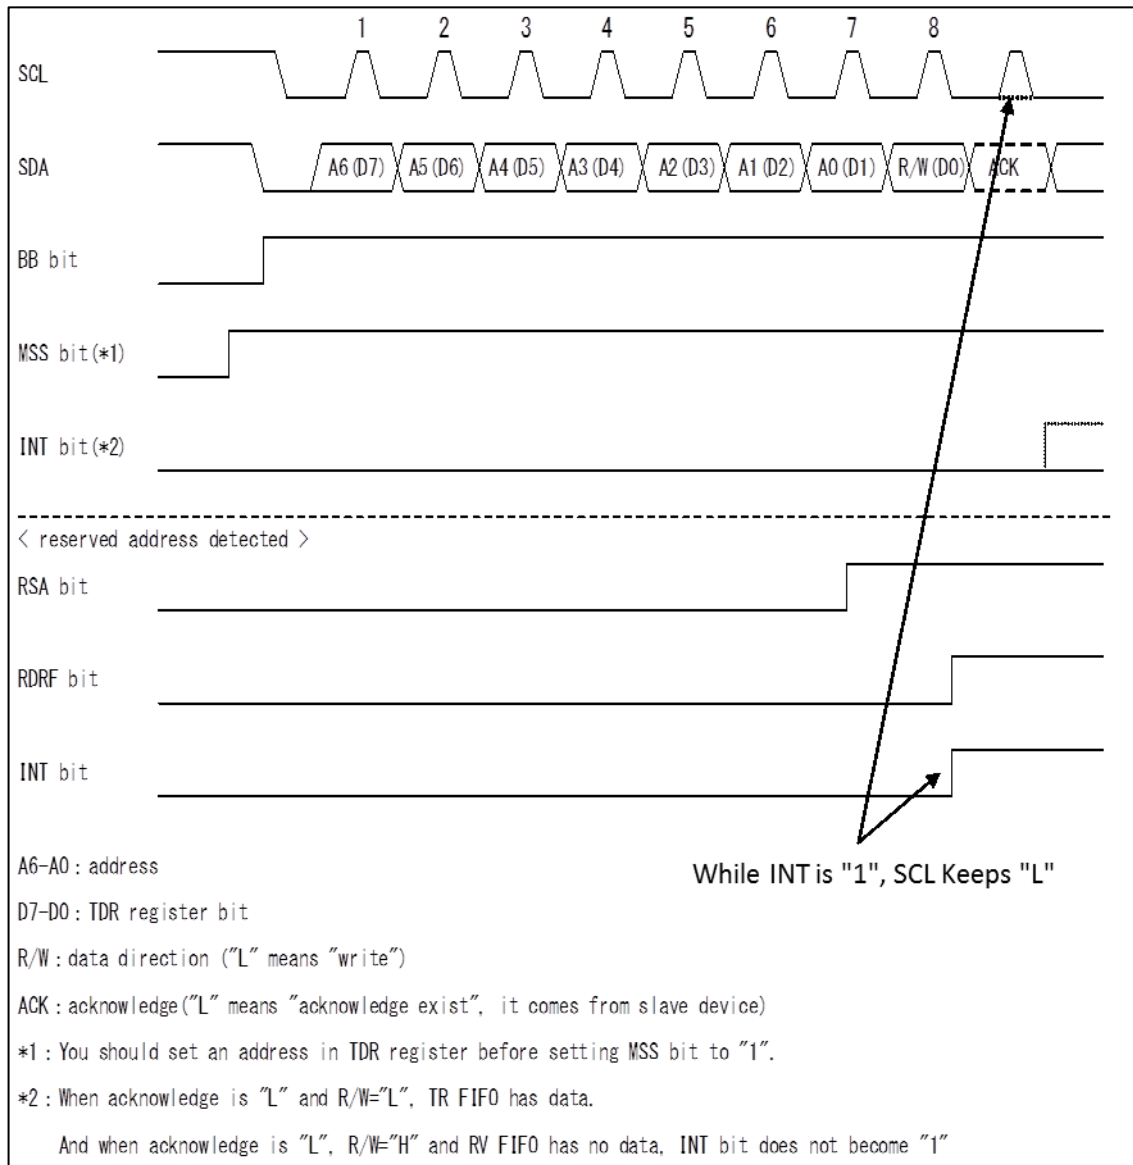 1 2 3 4 5 6 7 8
SCL
SDA A6(D7) A5(D6) A4(D5) A3(D4) A2(D3) A1(D2) A0(D1) R/W(D0) ACK
BB bit
MSS bit(*1)
INT bit(*2)
< reserved address detected >
RSA bit
RDRF bit
INT bit
While INT is "1", SCL Keeps "L"
A6-A0 : address
D7-D0 : TDR register bit
R/W : data direction ("L" means "write")
ACK : acknowledge("L" means "acknowledge exist", it comes from slave device)
*1 : You should set an address in TDR register before setting MSS bit to "1".
*2 : When acknowledge is "L" and R/W="L", TR FIFO has data.
And when acknowledge is "L", R/W="H" and RV FIFO has no data, INT bit does not become "1"